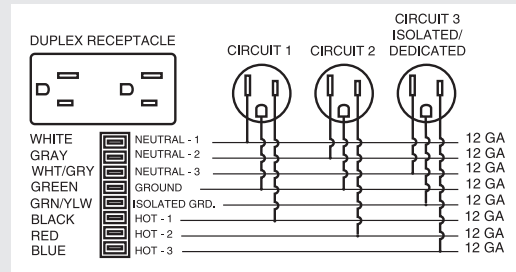 CIRCUIT 3
ISOLATED/
DEDICATED
DUPLEX RECEPTACLE
CIRCUIT 1
CIRCUIT 2
WHITE NEUTRAL - 1 12 GA
GRAY NEUTRAL - 2 12 GA
WHT/GRY NEUTRAL - 3 12 GA
GREEN GROUND 12 GA
GRN/YLW ISOLATED GRD. 12 GA
BLACK HOT - 1 12 GA
RED HOT - 2 12 GA
BLUE HOT - 3 12 GA